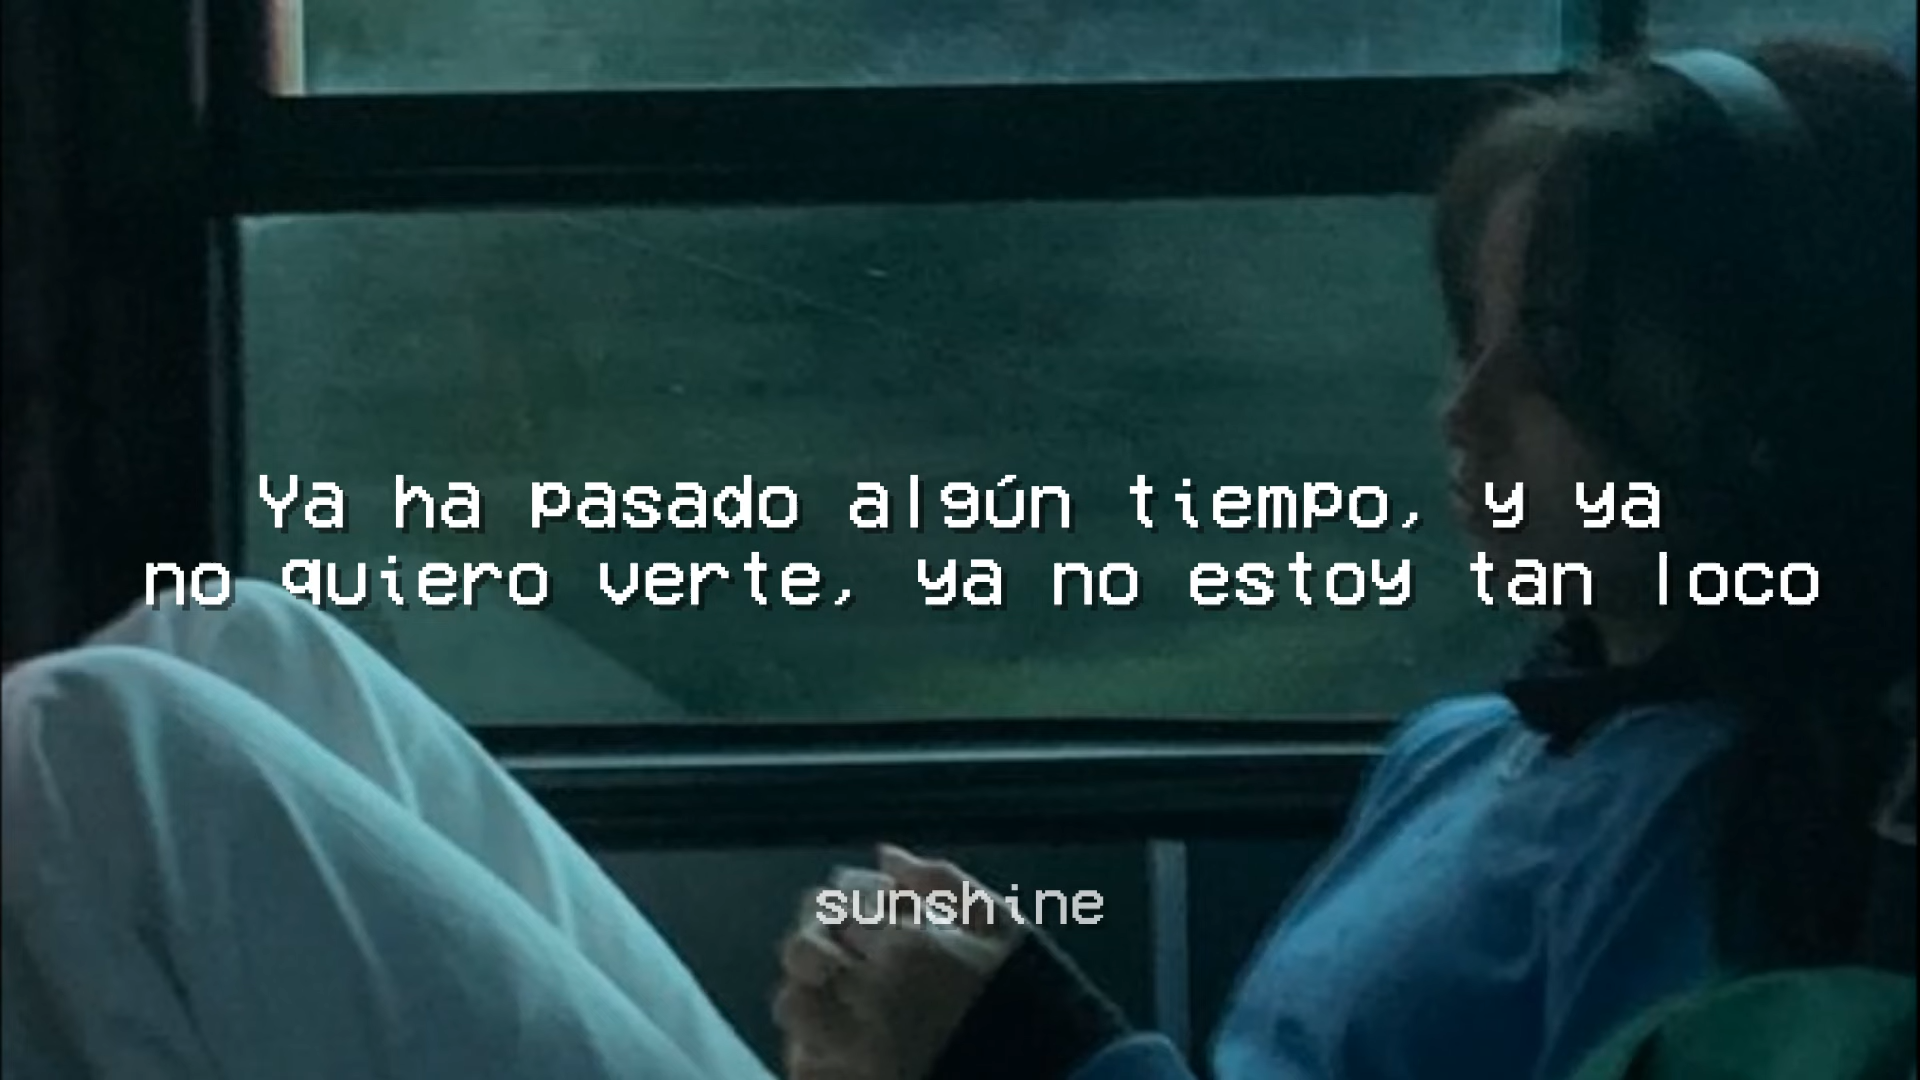 Ya ha pasado algún tiempo, y ya
no quiero verte, ya no estoy tan loco
sunshine